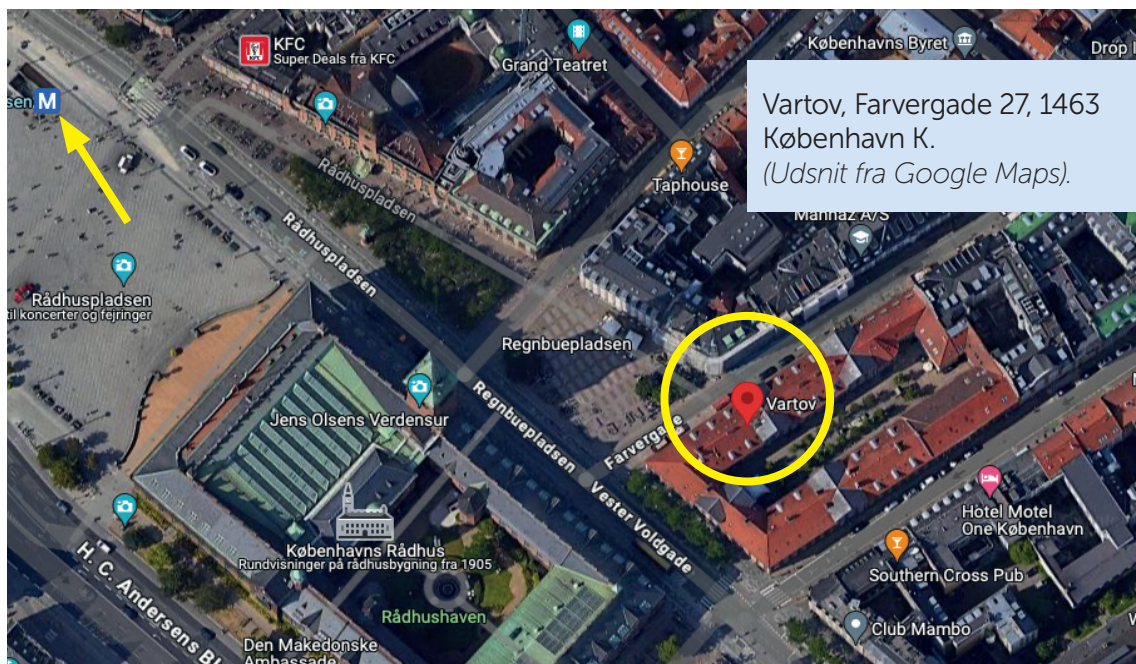 KFC
Super Deals fra KFC
Grand Teatret
Københavns Byret
Drop
Vartov, Farvergade 27, 1463
København K.
(Udsnit fra Google Maps).
sen
M
Taphouse
Mannaz A/S
Rådhuspladsen
Rådhuspladsen
Rådhuspladsen
til koncerter og fejringer
Regnbuepladsen
Regnbuepladsen
Jens Olsens Verdensur
Vartov
Farvergade
Vester Voldgade
Hotel Motel
One København
Københavns Rådhus
Rundvisninger på rådhusbygning fra 1905
Southern Cross Pub
Rådhushaven
Club Mambo
H. C. Andersens Bl
Den Makedonske
Ambassade